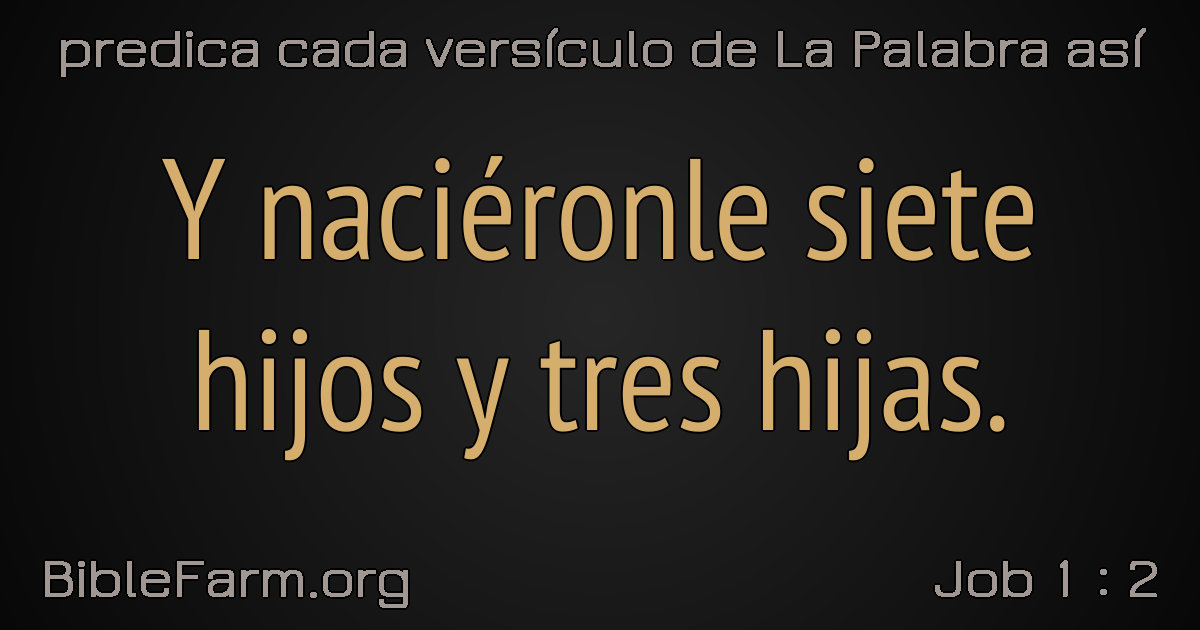 predica cada versículo de La Palabra así
Y naciéronle siete
hijos y tres hijas.
BibleFarm.org
Job 1 : 2